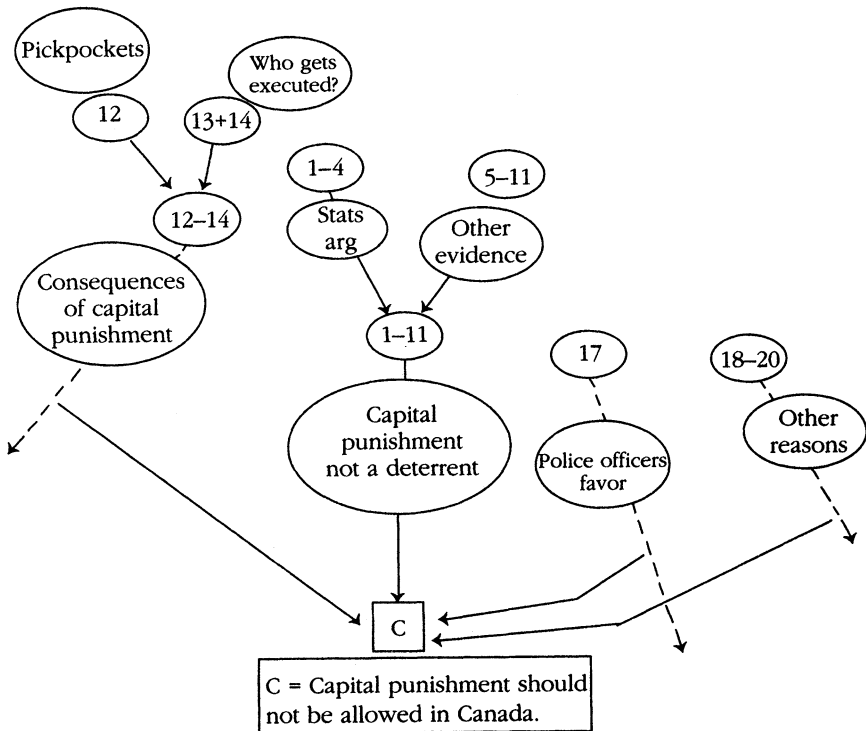 Pickpockets
Who gets
executed?
12
13+14
12–14
Consequences
of capital
punishment
1–4
Stats
arg
5–11
Other
evidence
1–11
Capital
punishment
not a deterrent
17
Police officers
favor
18–20
Other
reasons
C
C = Capital punishment should
not be allowed in Canada.